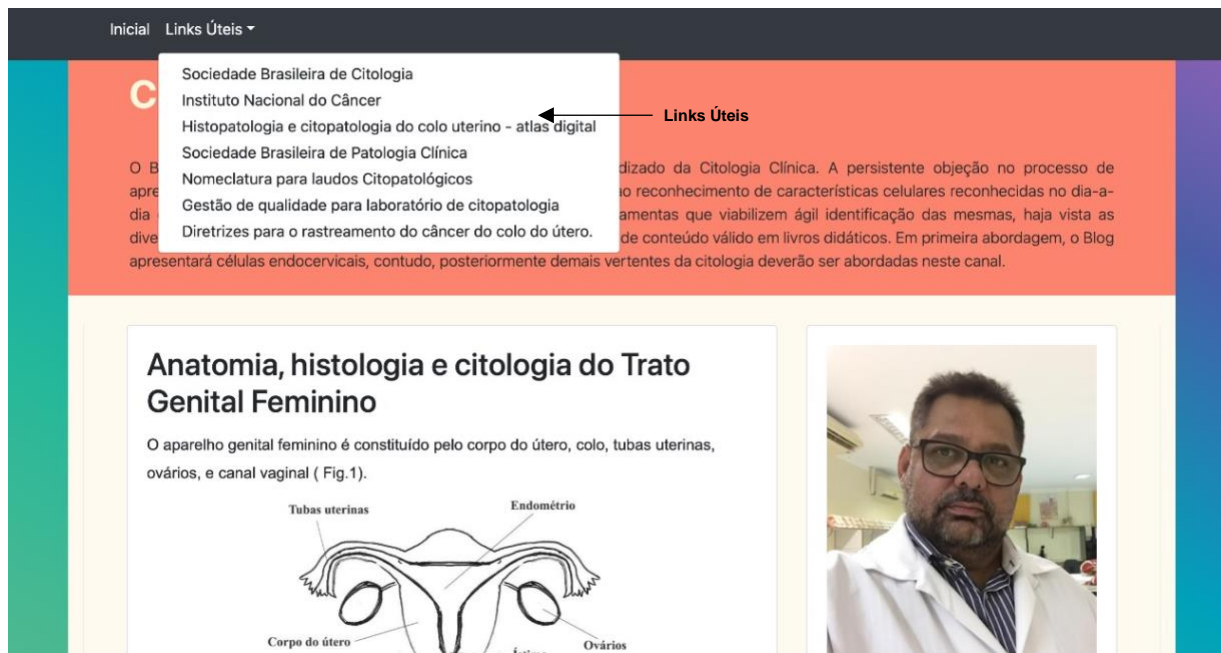 Inicial Links Úteis
Sociedade Brasileira de Citologia
Instituto Nacional do Câncer
Histopatologia e citopatologia do colo uterino - atlas digital
Sociedade Brasileira de Patologia Clínica
Nomeclatura para laudos Citopatológicos
Gestão de qualidade para laboratório de citopatologia
Diretrizes para o rastreamento do câncer do colo do útero.
Links Úteis
C
O B dizado da Citologia Clínica. A persistente objeção no processo de
apre ao reconhecimento de características celulares reconhecidas no dia-a-
dia amentas que viabilizem ágil identificação das mesmas, haja vista as
dive de conteúdo válido em livros didáticos. Em primeira abordagem, o Blog
apresentará células endocervicais, contudo, posteriormente demais vertentes da citologia deverão ser abordadas neste canal.
Anatomia, histologia e citologia do Trato
Genital Feminino
O aparelho genital feminino é constituído pelo corpo do útero, colo, tubas uterinas,
ovários, e canal vaginal ( Fig.1).
Tubas uterinas Endométrio
Corpo do útero Ovários